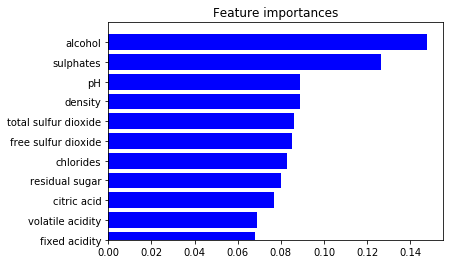 Feature importances
alcohol
sulphates
pH
density
total sulfur dioxide
free sulfur dioxide
chlorides
residual sugar
citric acid
volatile acidity
fixed acidity
0.00 0.02 0.04 0.06 0.08 0.10 0.12 0.14